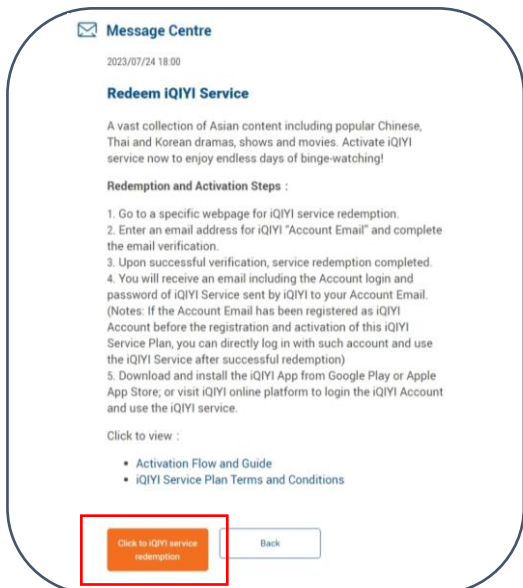 Message Centre
2023/07/24 18:00
Redeem iQIYI Service
A vast collection of Asian content including popular Chinese,
Thai and Korean dramas, shows and movies. Activate iQIYI
service now to enjoy endless days of binge-watching!
Redemption and Activation Steps :
1. Go to a specific webpage for iQIYI service redemption.
2. Enter an email address for iQIYI “Account Email” and complete
the email verification.
3. Upon successful verification, service redemption completed.
4. You will receive an email including the Account login and
password of iQIYI Service sent by iQIYI to your Account Email.
(Notes: If the Account Email has been registered as iQIYI
Account before the registration and activation of this iQIYI
Service Plan, you can directly log in with such account and use
the iQIYI Service after successful redemption)
5. Download and install the iQIYI App from Google Play or Apple
App Store; or visit iQIYI online platform to login the iQIYI Account
and use the iQIYI service.
Click to view :
• Activation Flow and Guide
• iQIYI Service Plan Terms and Conditions
Click to iQIYI service
redemption
Back